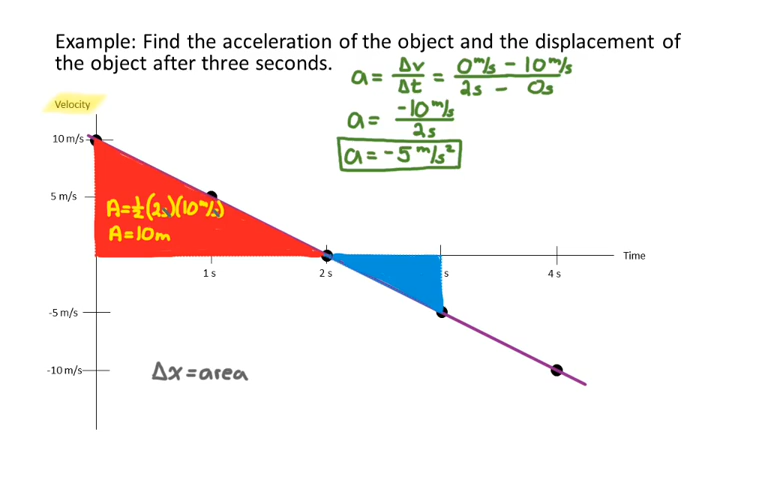 Example: Find the acceleration of the object and the displacement of
the object after three seconds.
a = Δv/Δt = 0m/s - 10m/s / 2s - 0s
a = -10m/s / 2s
a = -5 m/s²
Velocity
10 m/s
5 m/s
A=½(2s)(10m/s)
A=10m
Time
1 s
2 s
s
4 s
-5 m/s
-10 m/s
Δx=area